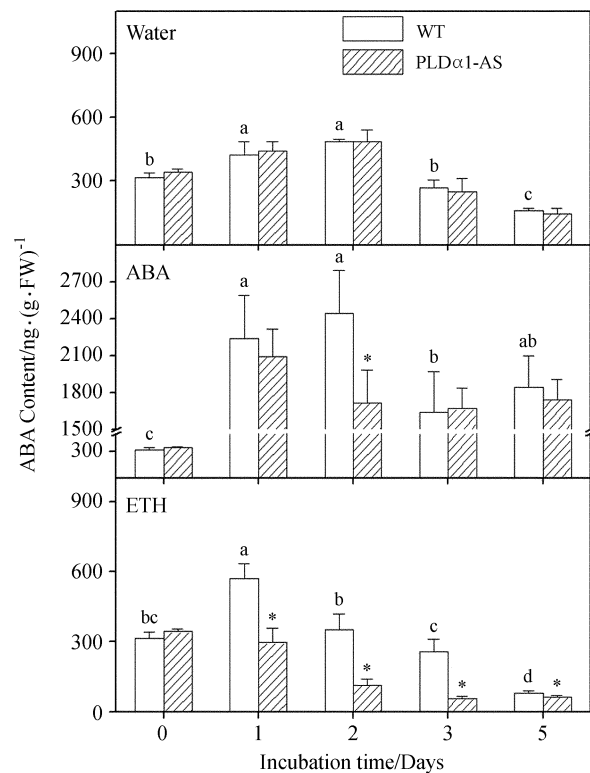 Water
WT
PLDα1-AS
900
600
300
b
a
a
b
c
ABA
2700
2400
2100
1800
1500
300
c
a
a
*
b
ab
ETH
900
600
300
0
bc
a
*
b
*
c
*
d
*
0
1
2
3
5
Incubation time/Days
ABA Content/ng·(g·FW)⁻¹